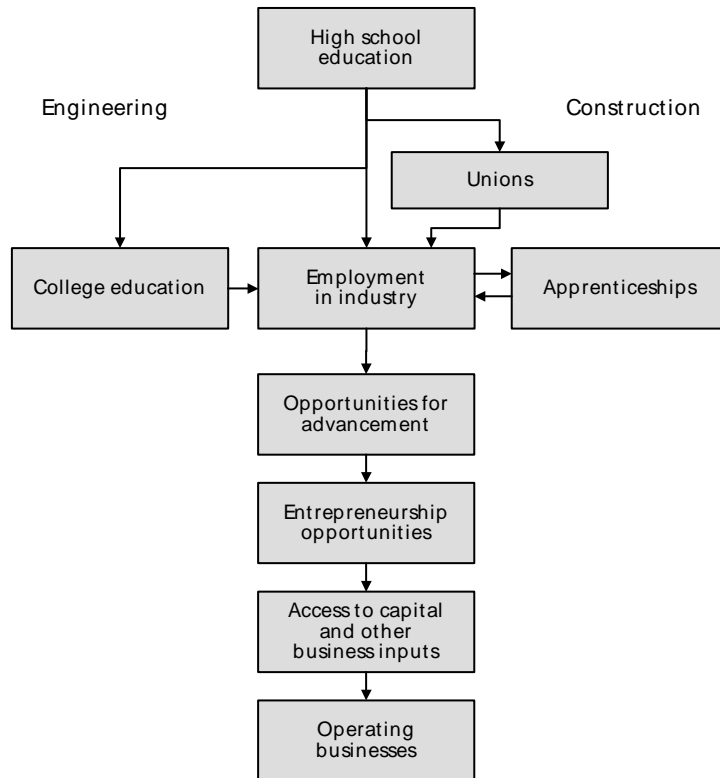 High school
education
Engineering
Construction
Unions
College education
Employment
in industry
Apprenticeships
Opportunities for
advancement
Entrepreneurship
opportunities
Access to capital
and other
business inputs
Operating
businesses